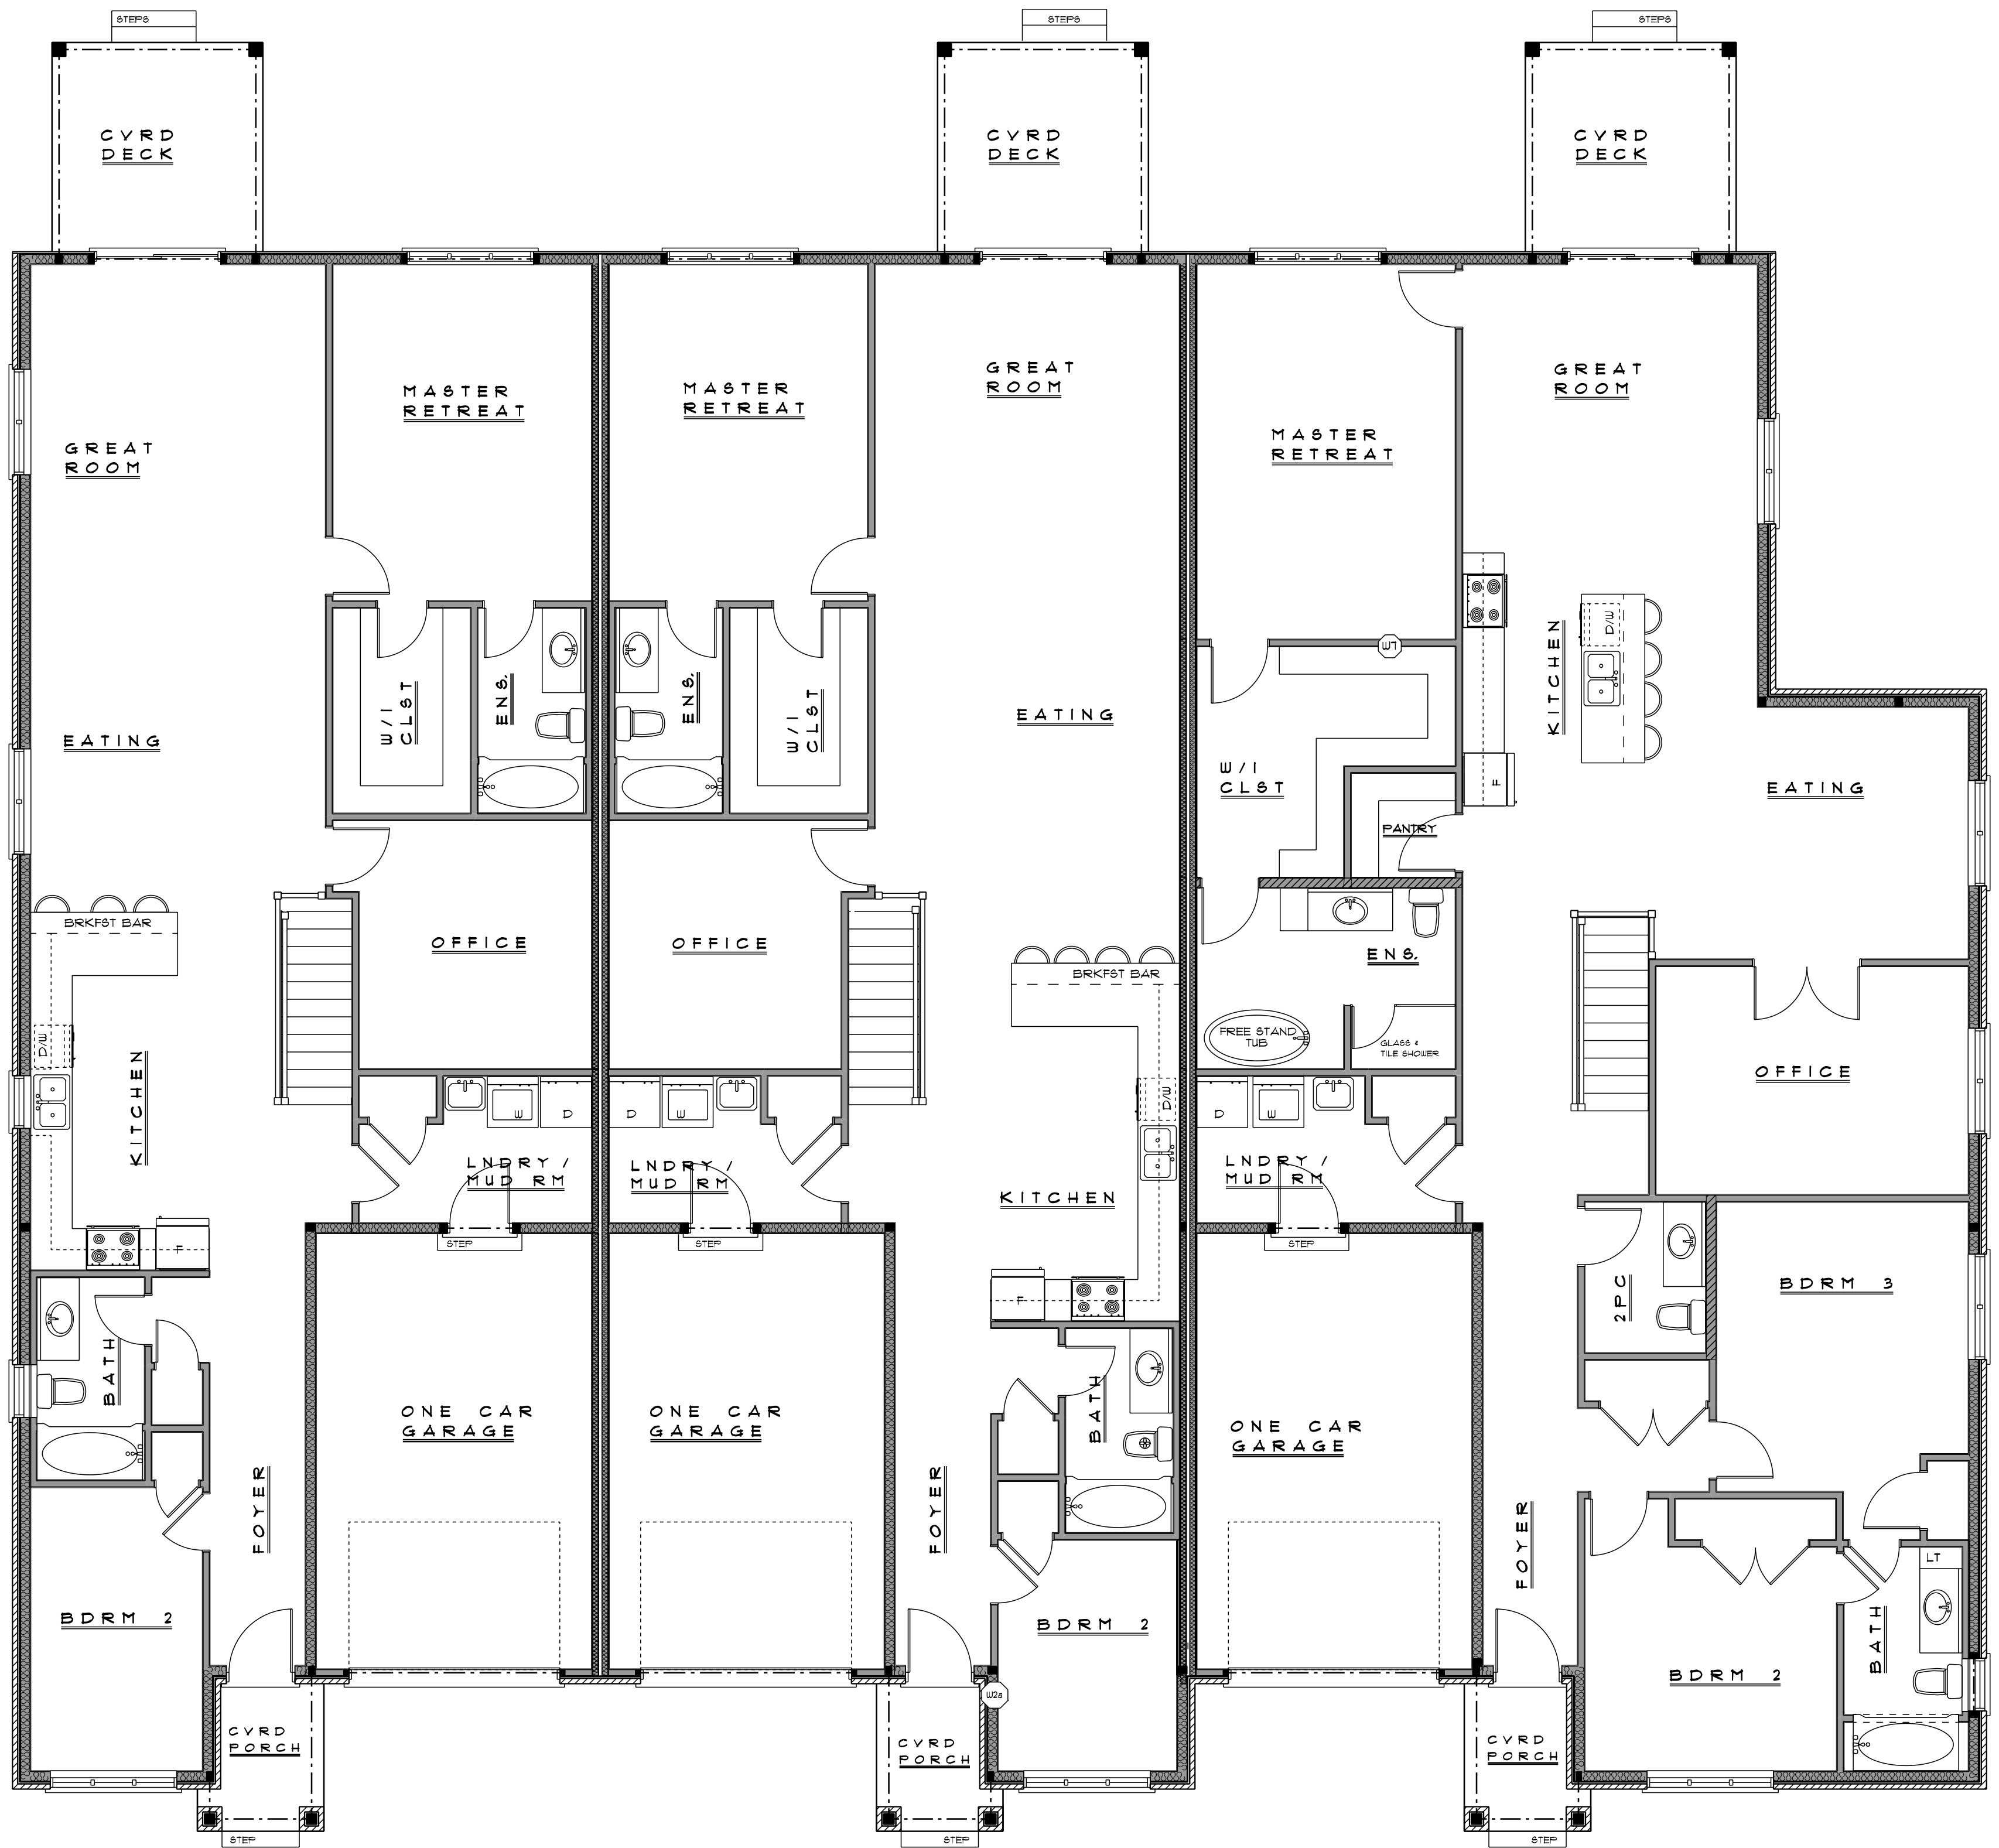 STEPS
STEPS
STEPS
CVRD
DECK
CVRD
DECK
CVRD
DECK
GREAT
ROOM
MASTER
RETREAT
MASTER
RETREAT
GREAT
ROOM
MASTER
RETREAT
GREAT
ROOM
KITCHEN
D/W
W7
EATING
W/I
CLST
ENS.
ENS.
W/I
CLST
EATING
W/I
CLST
F
EATING
PANTRY
BRKFST BAR
OFFICE
OFFICE
BRKFST BAR
ENS.
FREE STAND
TUB
GLASS &
TILE SHOWER
OFFICE
D/W
KITCHEN
W
D
D
W
D/W
D
W
LNDRY /
MUD RM
LNDRY /
MUD RM
KITCHEN
LNDRY /
MUD RM
F
STEP
STEP
STEP
2PC
BDRM 3
F
BATH
ONE CAR
GARAGE
ONE CAR
GARAGE
BATH
ONE CAR
GARAGE
FOYER
FOYER
FOYER
LT
BDRM 2
BDRM 2
BDRM 2
BATH
W2a
CVRD
PORCH
CVRD
PORCH
CVRD
PORCH
STEP
STEP
STEP